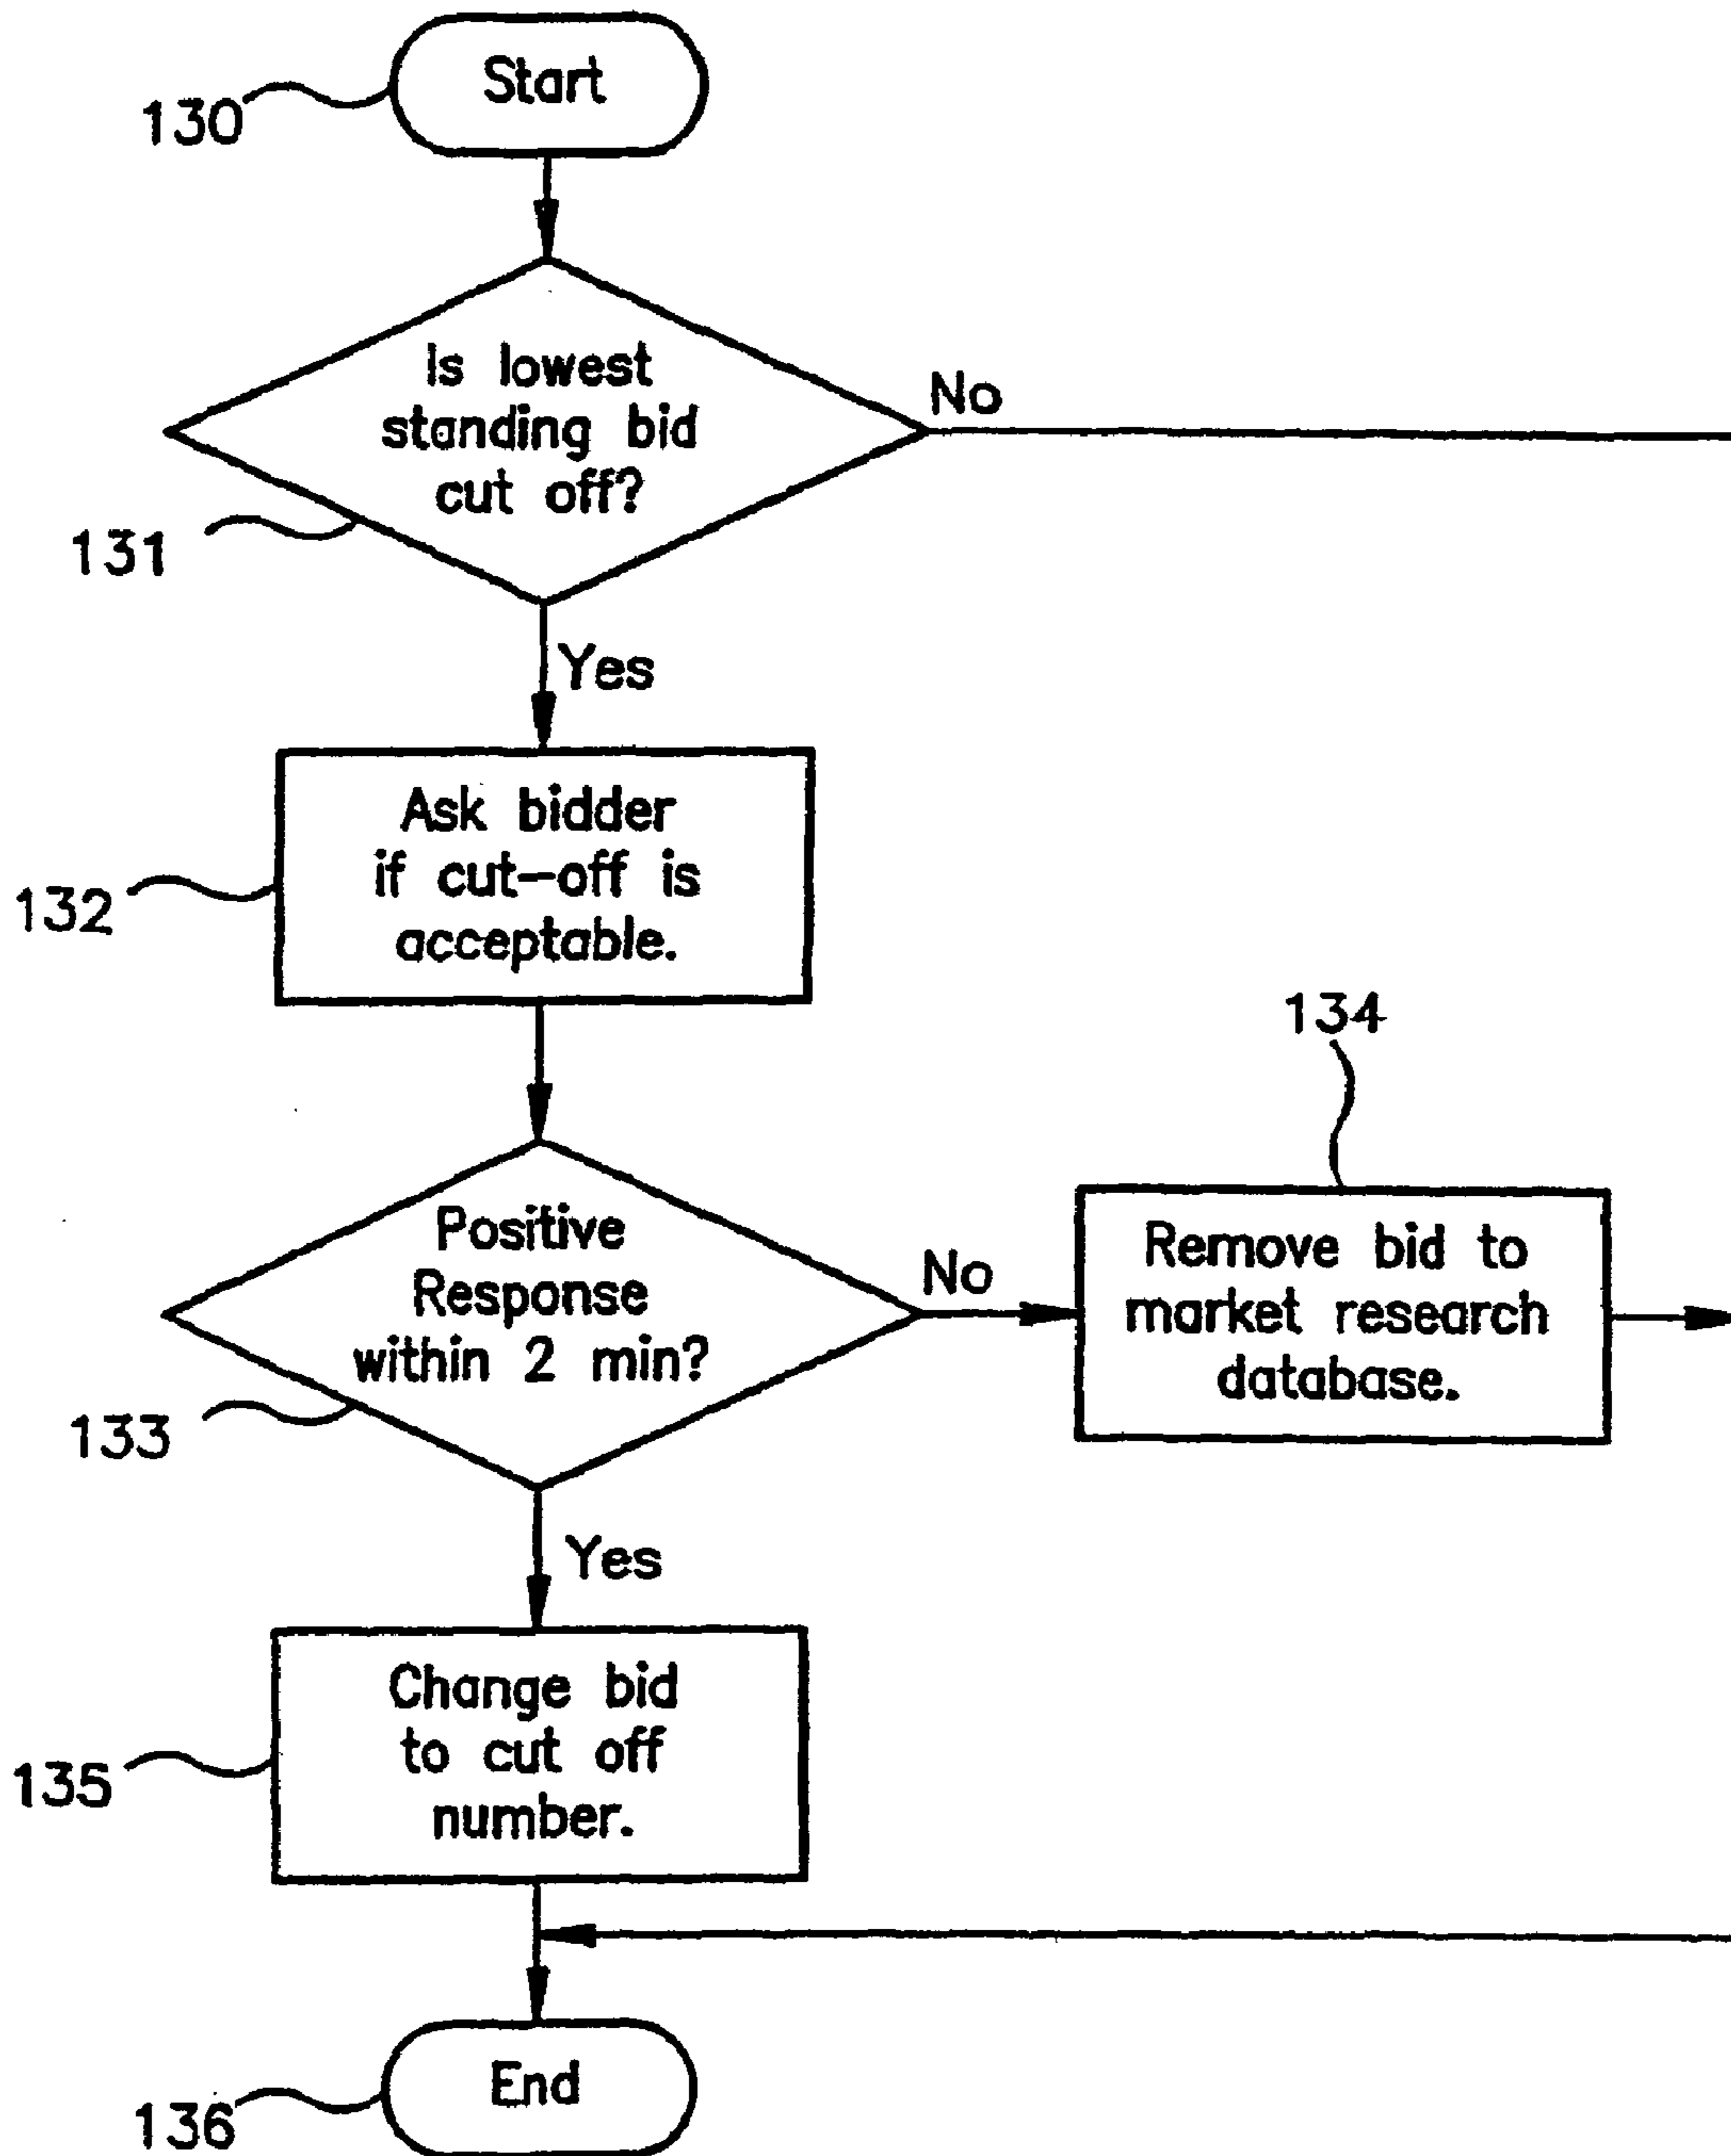 Start
130
Is lowest
standing bid
cut off?
No
131
Yes
Ask bidder
if cut-off is
acceptable.
132
134
Positive
Response
within 2 min?
No
Remove bid to
market research
database.
133
Yes
Change bid
to cut off
number.
135
End
136